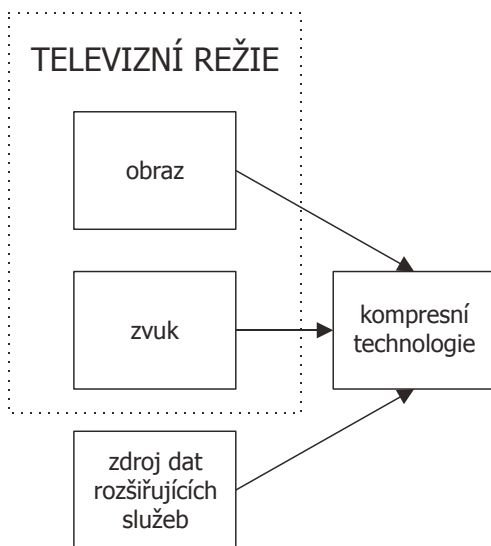 TELEVIZNÍ REŽIE
obraz
zvuk
kompresní
technologie
zdroj dat
rozšiřujících
služeb